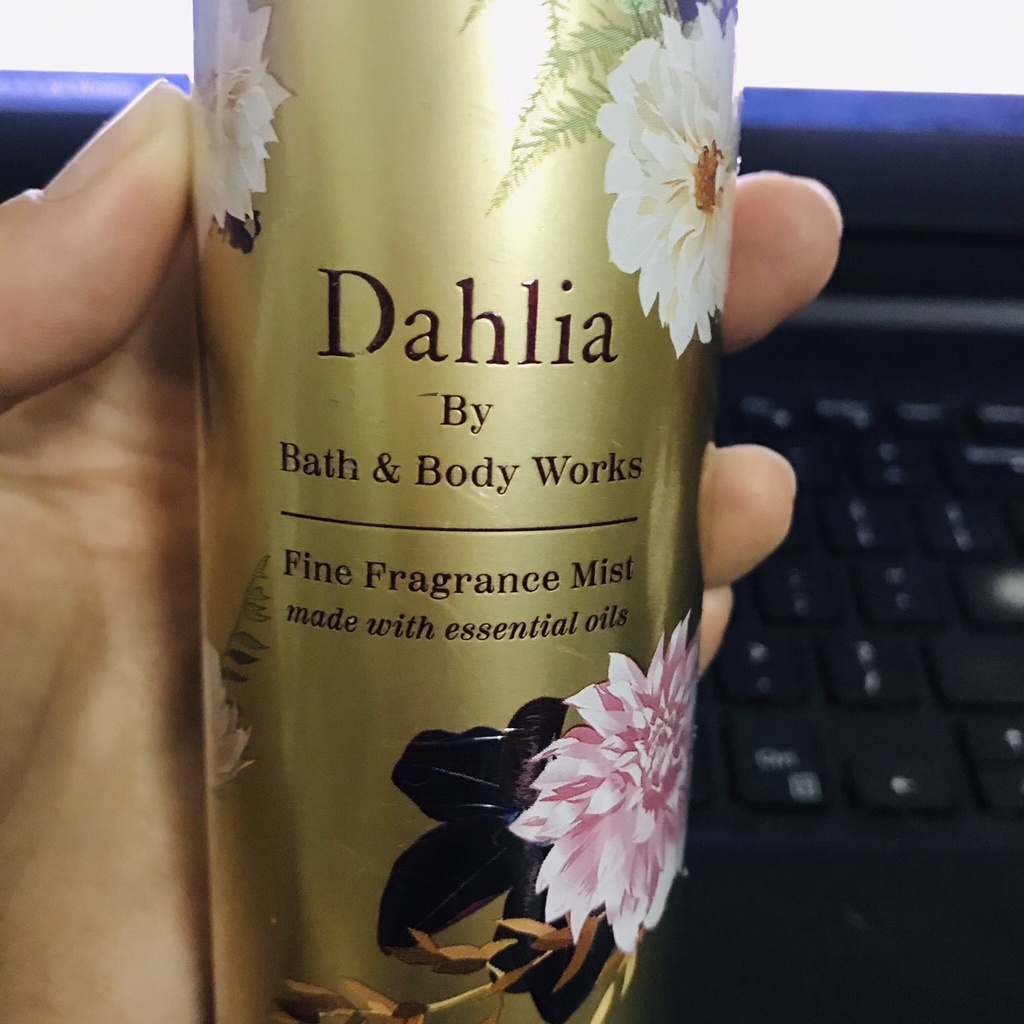 Dahlia
By
Bath & Body Works
Fine Fragrance Mist
made with essential oils